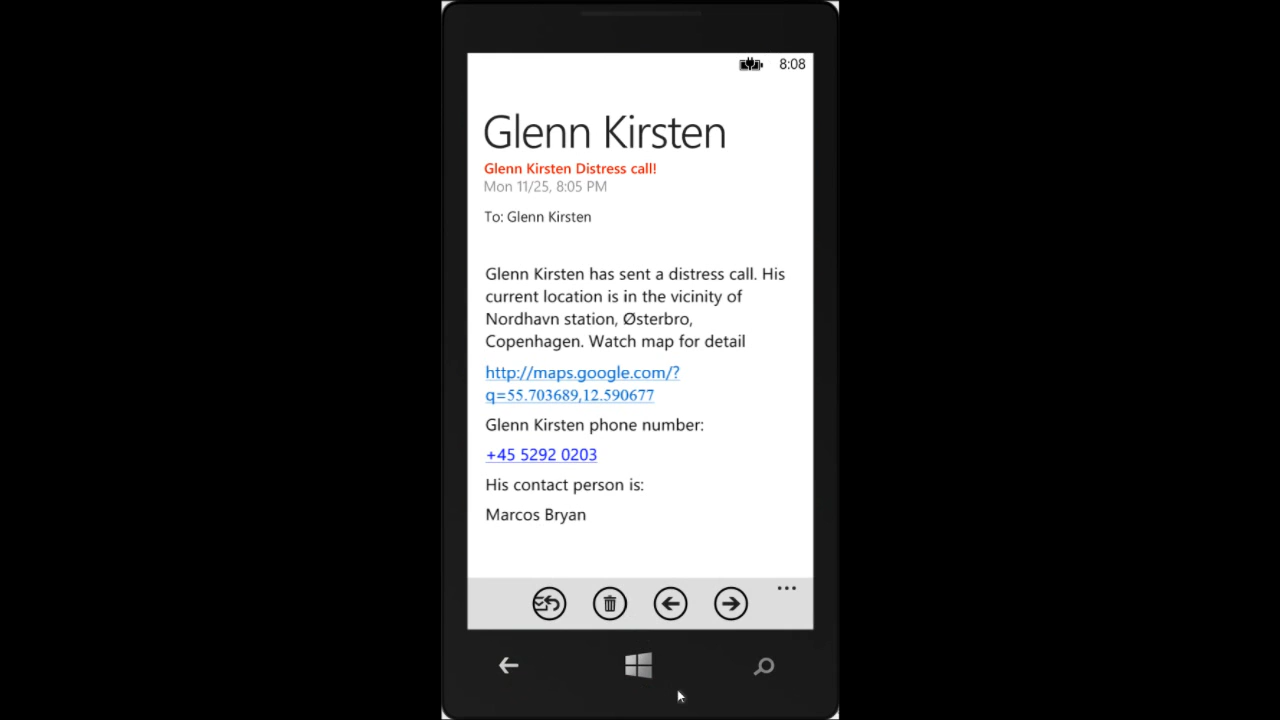 8:08
Glenn Kirsten
Glenn Kirsten Distress call!
Mon 11/25, 8:05 PM
To: Glenn Kirsten
Glenn Kirsten has sent a distress call. His
current location is in the vicinity of
Nordhavn station, Østerbro,
Copenhagen. Watch map for detail
http://maps.google.com/?
q=55.703689,12.590677
Glenn Kirsten phone number:
+45 5292 0203
His contact person is:
Marcos Bryan